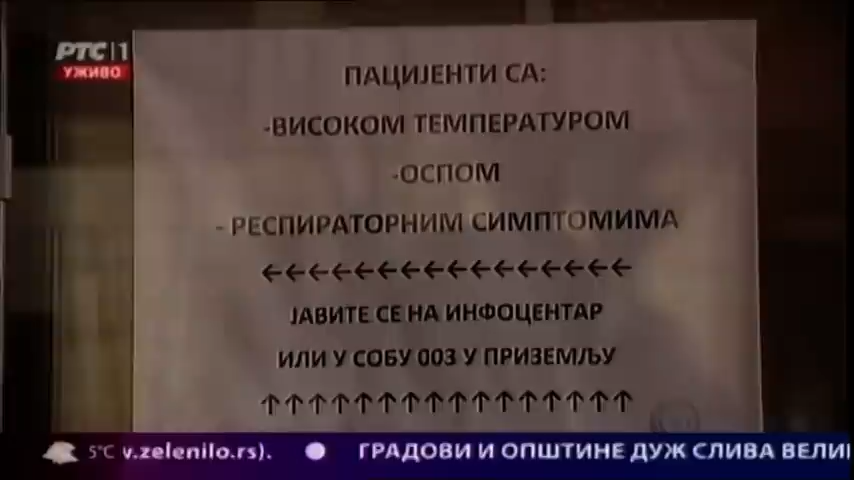 РТС|1
УЖИВО
ПАЦИЈЕНТИ СА:
-ВИСОКОМ ТЕМПЕРАТУРОМ
-ОСПОМ
- РЕСПИРАТОРНИМ СИМПТОМИМА
←←←←←←←←←←←←←←←←
ЈАВИТЕ СЕ НА ИНФОЦЕНТАР
ИЛИ У СОБУ 003 У ПРИЗЕМЉУ
↑↑↑↑↑↑↑↑↑↑↑↑↑↑↑↑
5°C v.zelenilo.rs). ● ГРАДОВИ И ОПШТИНЕ ДУЖ СЛИВА ВЕЛИ